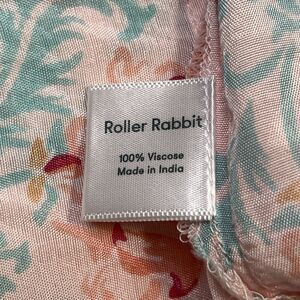 Roller Rabbit
100% Viscose
Made in India